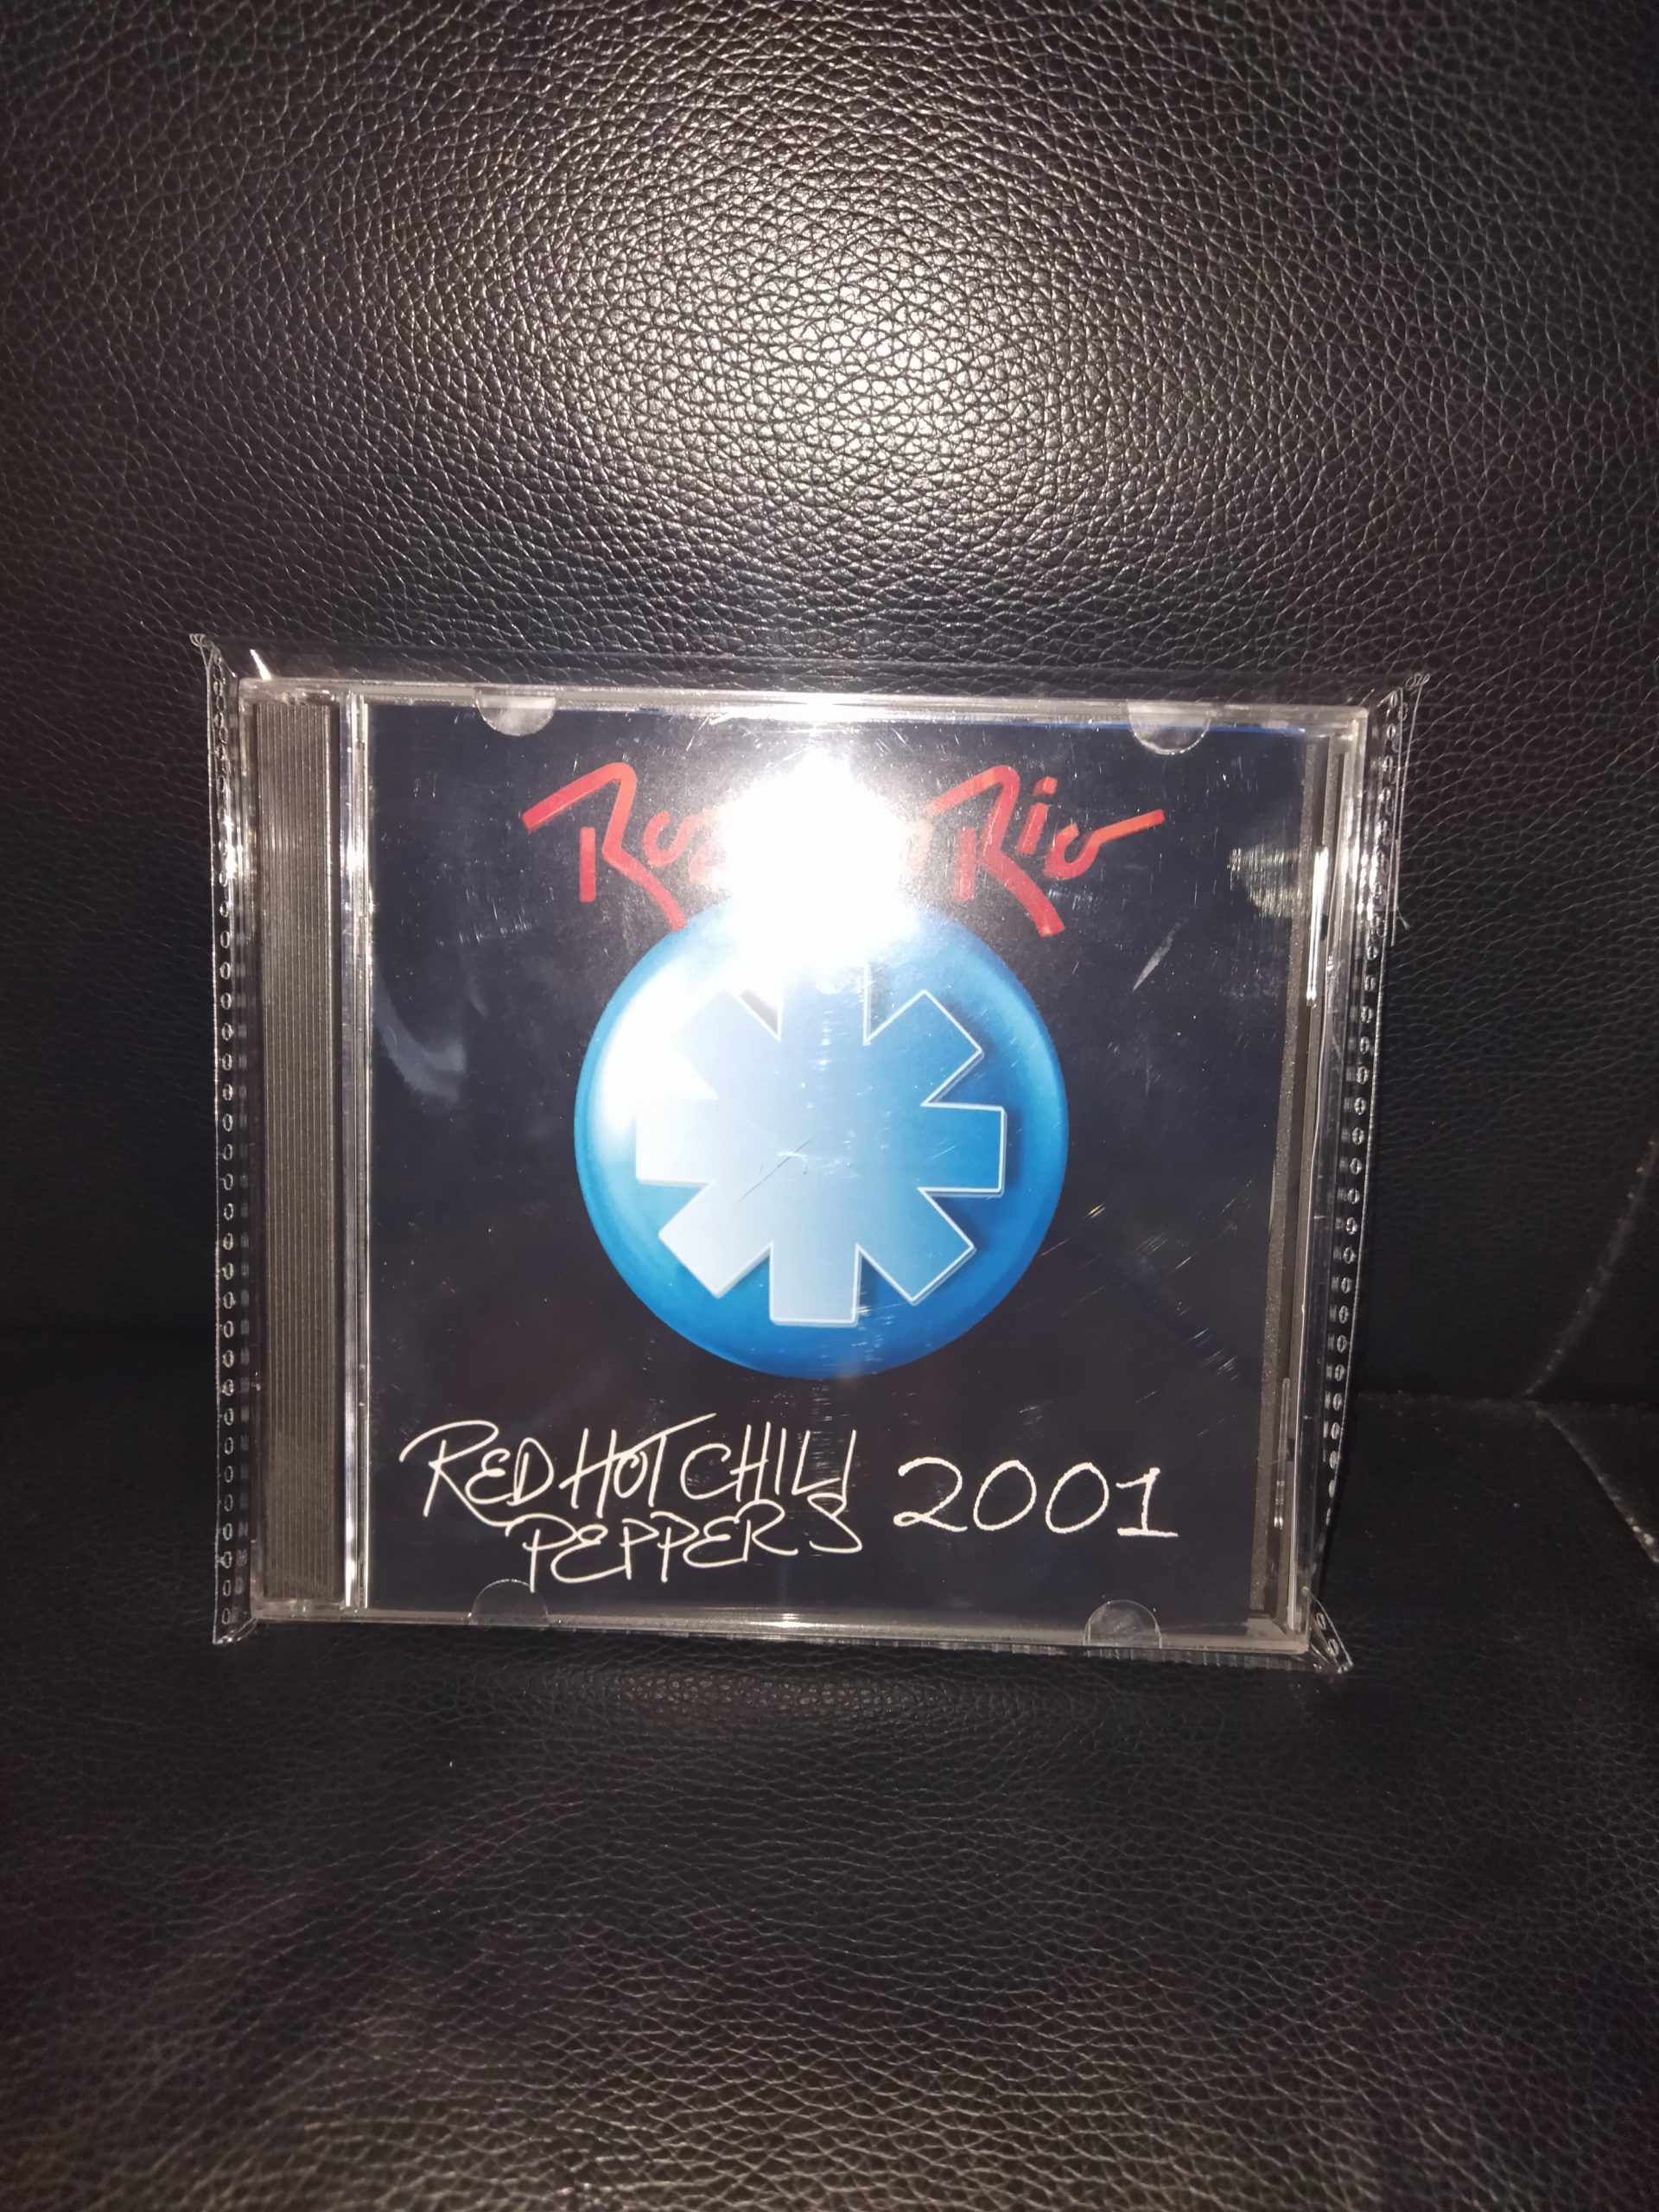 Rio
RED HOT CHILI
PEPPERS 2001